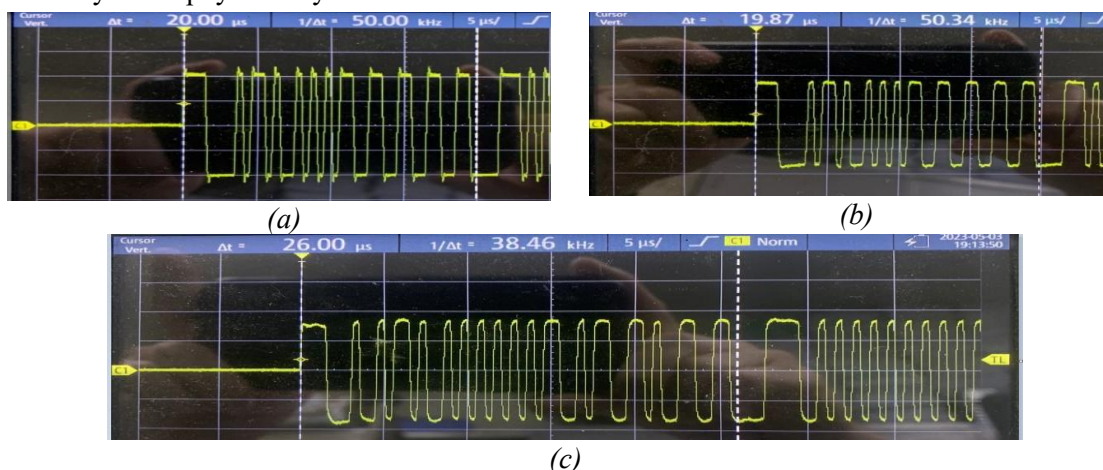 Cursor Vert. Δt = 20.00 μs 1/Δt = 50.00 kHz 5 μs/
C1
(a)
Cursor Vert. Δt = 19.87 μs 1/Δt = 50.34 kHz 5 μs/
C1
(b)
Cursor Vert. Δt = 26.00 μs 1/Δt = 38.46 kHz 5 μs/ C1 Norm 2023-05-03 19:13:50
C1
TL
(c)